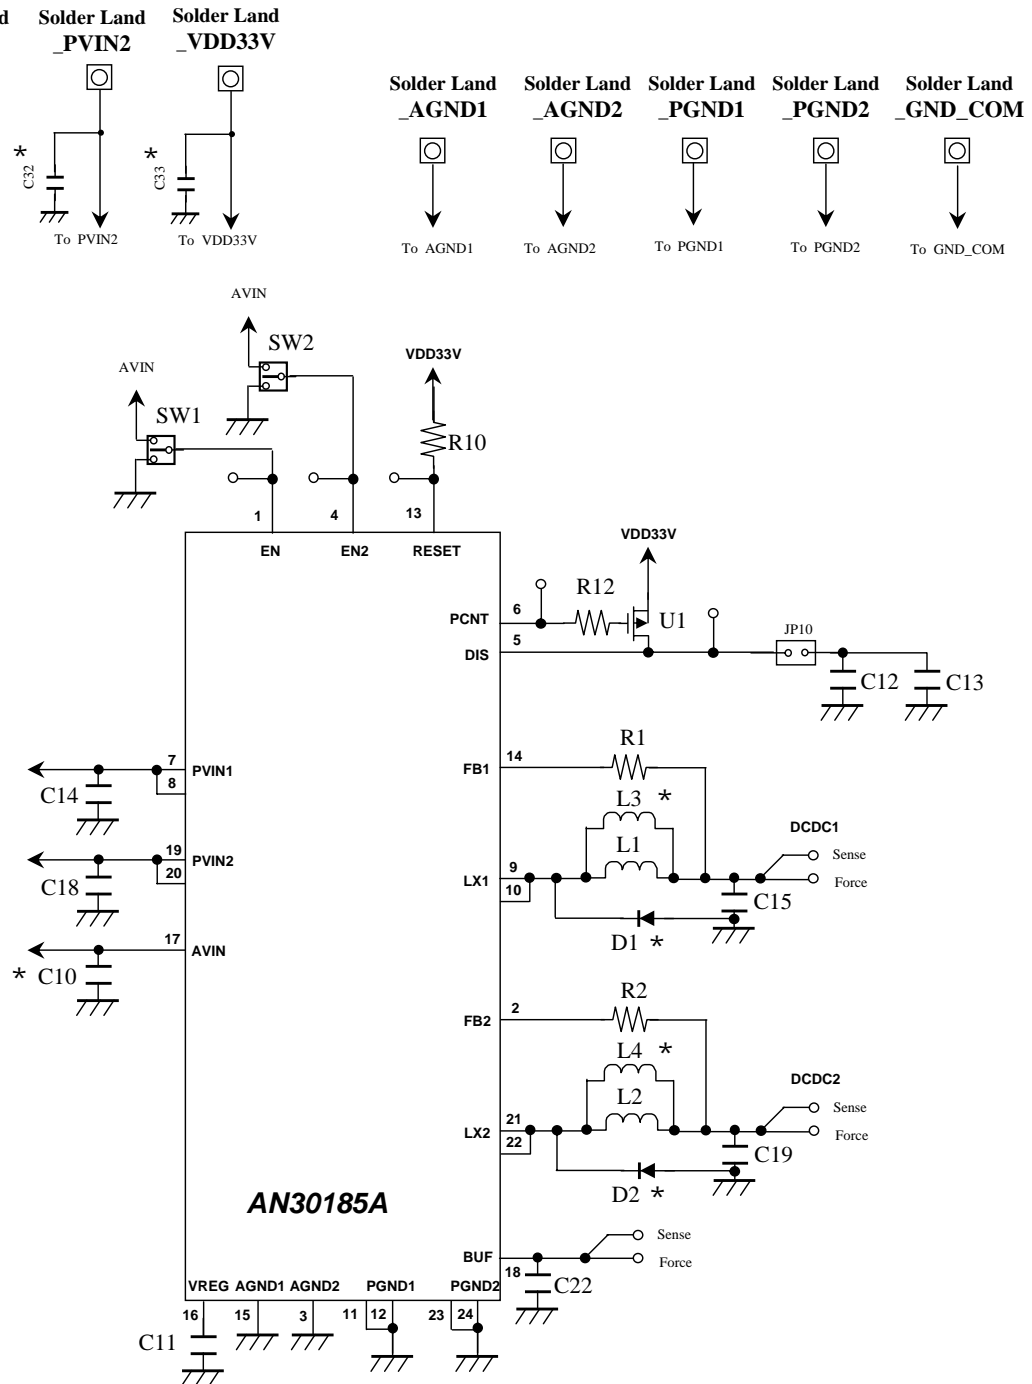 d
Solder Land
_PVIN2
Solder Land
_VDD33V
Solder Land
_AGND1
Solder Land
_AGND2
Solder Land
_PGND1
Solder Land
_PGND2
Solder Land
_GND_COM
* C32
* C33
To PVIN2
To VDD33V
To AGND1
To AGND2
To PGND1
To PGND2
To GND_COM
AVIN
SW2
AVIN
SW1
VDD33V
R10
1
4
13
EN
EN2
RESET
VDD33V
R12
U1
6
PCNT
5
DIS
JP10
C12
C13
7
PVIN1
8
C14
14
FB1
R1
L3 *
L1
DCDC1
Sense
Force
19
PVIN2
20
C18
9
LX1
10
C15
D1 *
17
AVIN
* C10
2
FB2
R2
L4 *
L2
DCDC2
Sense
Force
21
LX2
22
C19
D2 *
AN30185A
Sense
BUF
Force
18
C22
VREG
AGND1
AGND2
PGND1
PGND2
16
15
3
11
12
23
24
C11